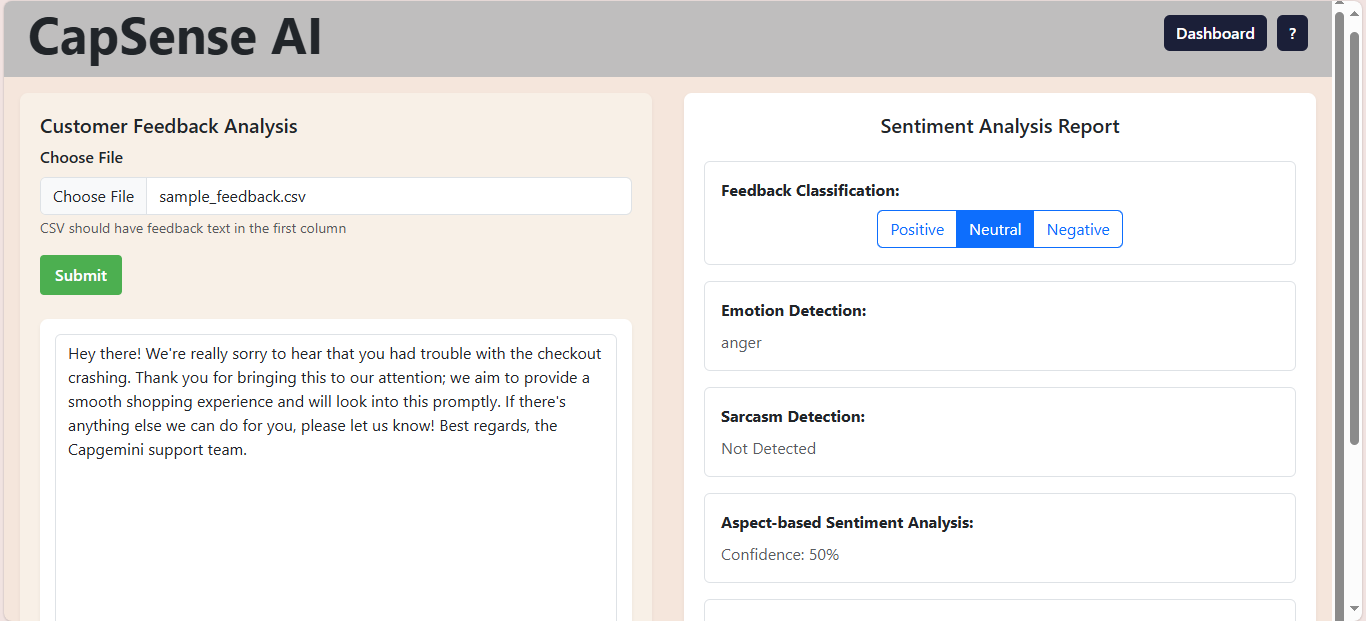 CapSense AI
Dashboard
?
Customer Feedback Analysis
Choose File
Choose File
sample_feedback.csv
CSV should have feedback text in the first column
Submit
Hey there! We're really sorry to hear that you had trouble with the checkout
crashing. Thank you for bringing this to our attention; we aim to provide a
smooth shopping experience and will look into this promptly. If there's
anything else we can do for you, please let us know! Best regards, the
Capgemini support team.
Sentiment Analysis Report
Feedback Classification:
Positive
Neutral
Negative
Emotion Detection:
anger
Sarcasm Detection:
Not Detected
Aspect-based Sentiment Analysis:
Confidence: 50%